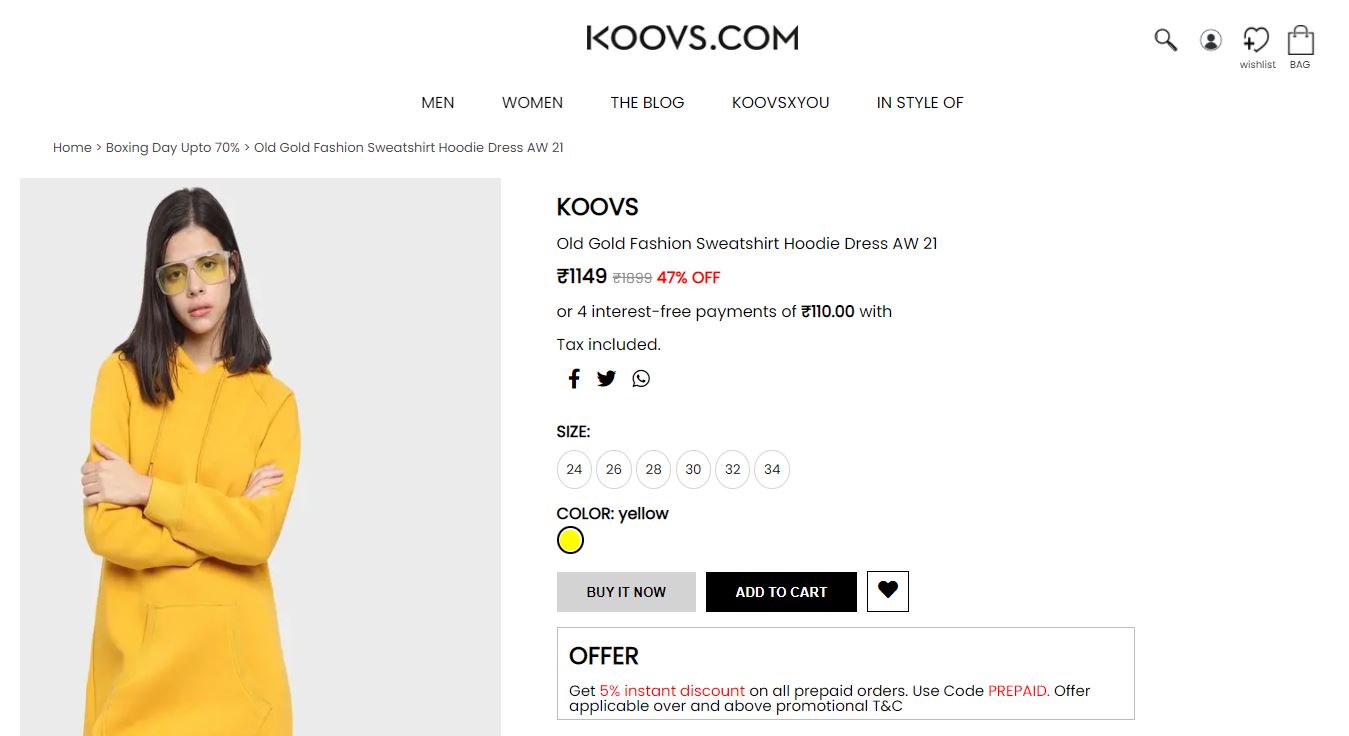 KOOVS.COM
wishlist
BAG
MEN WOMEN THE BLOG KOOVSXYOU IN STYLE OF
Home > Boxing Day Upto 70% > Old Gold Fashion Sweatshirt Hoodie Dress AW 21
KOOVS
Old Gold Fashion Sweatshirt Hoodie Dress AW 21
₹1149 ₹1899 47% OFF
or 4 interest-free payments of ₹110.00 with
Tax included.
SIZE:
24 26 28 30 32 34
COLOR: yellow
BUY IT NOW ADD TO CART
OFFER
Get 5% instant discount on all prepaid orders. Use Code PREPAID. Offer
applicable over and above promotional T&C